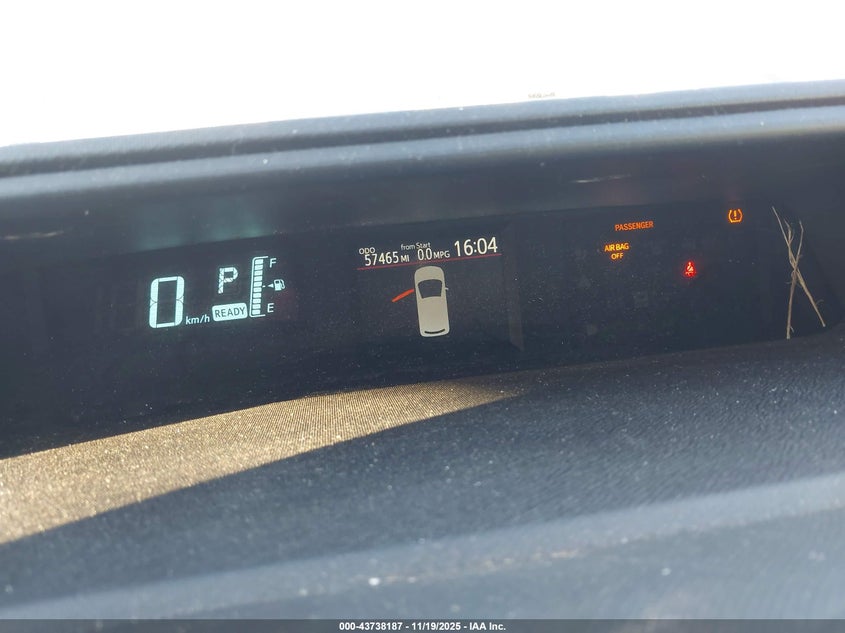 0 km/h
P
READY
F
E
ODO
57465 MI
from Start
0.0 MPG
16:04
PASSENGER
AIR BAG
OFF
000-43738187 - 11/19/2025 - IAA Inc.